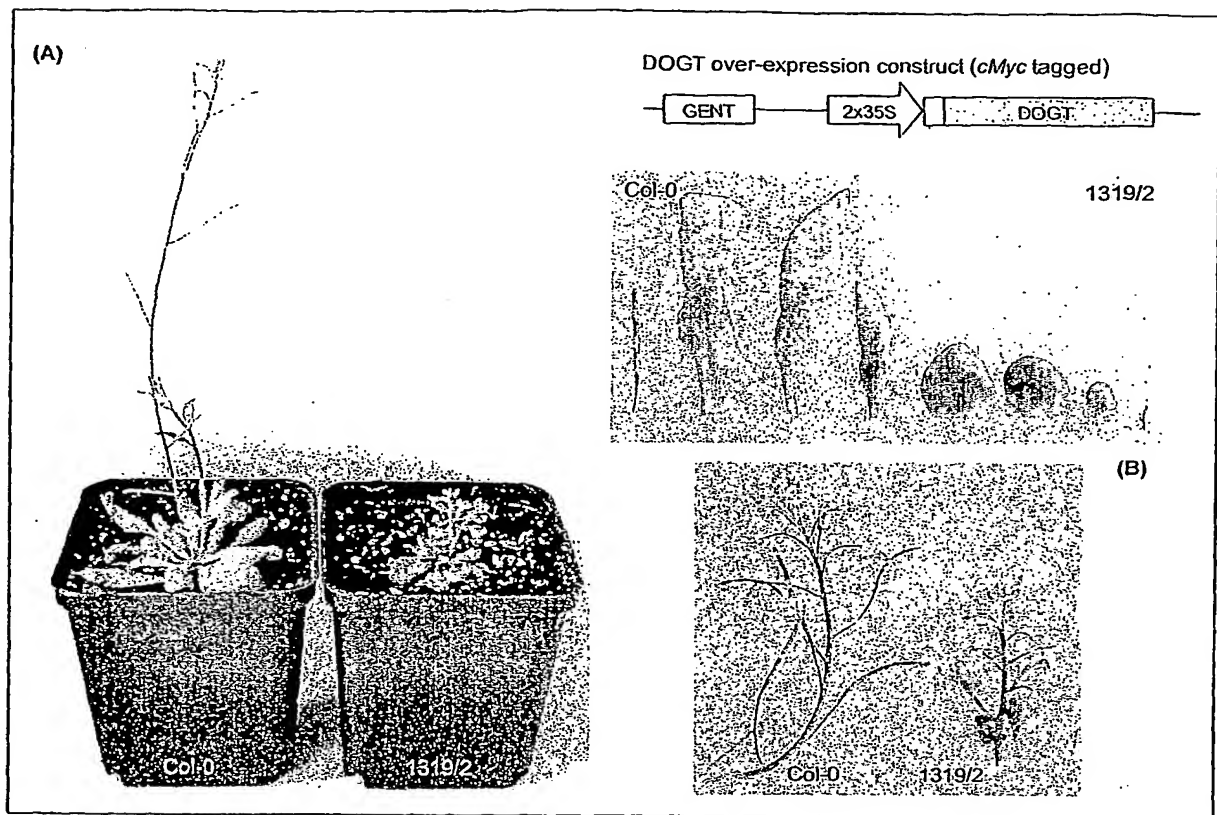 (A)
DOGT over-expression construct (cMyc tagged)
GENT 2x35S DOGT
Col-0 1319/2
(B)
Col-0 1319/2
Col-0 1319/2